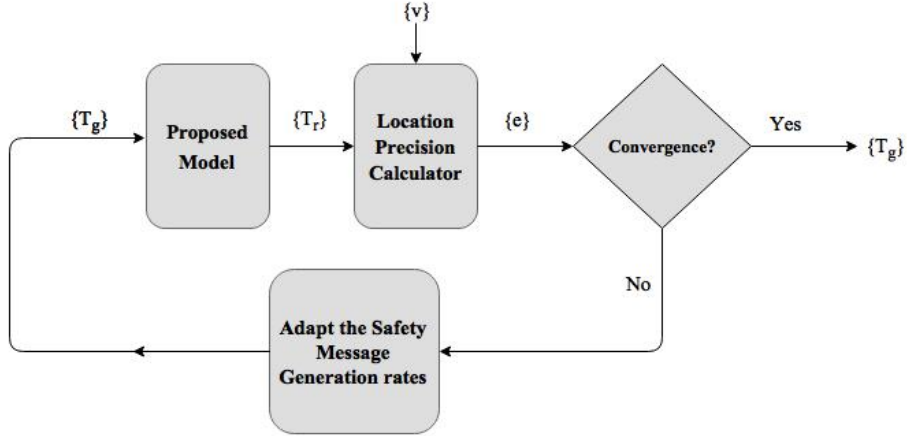 {v}
{T_g}
Proposed
Model
{T_r}
Location
Precision
Calculator
{e}
Convergence?
Yes
{T_g}
No
Adapt the Safety
Message
Generation rates